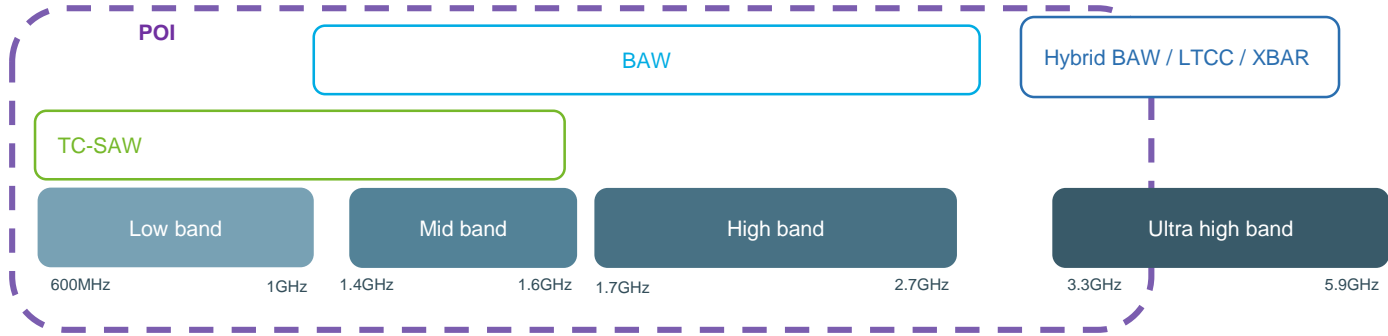 POI
BAW
Hybrid BAW / LTCC / XBAR
TC-SAW
Low band
Mid band
High band
Ultra high band
600MHz
1GHz
1.4GHz
1.6GHz
1.7GHz
2.7GHz
3.3GHz
5.9GHz